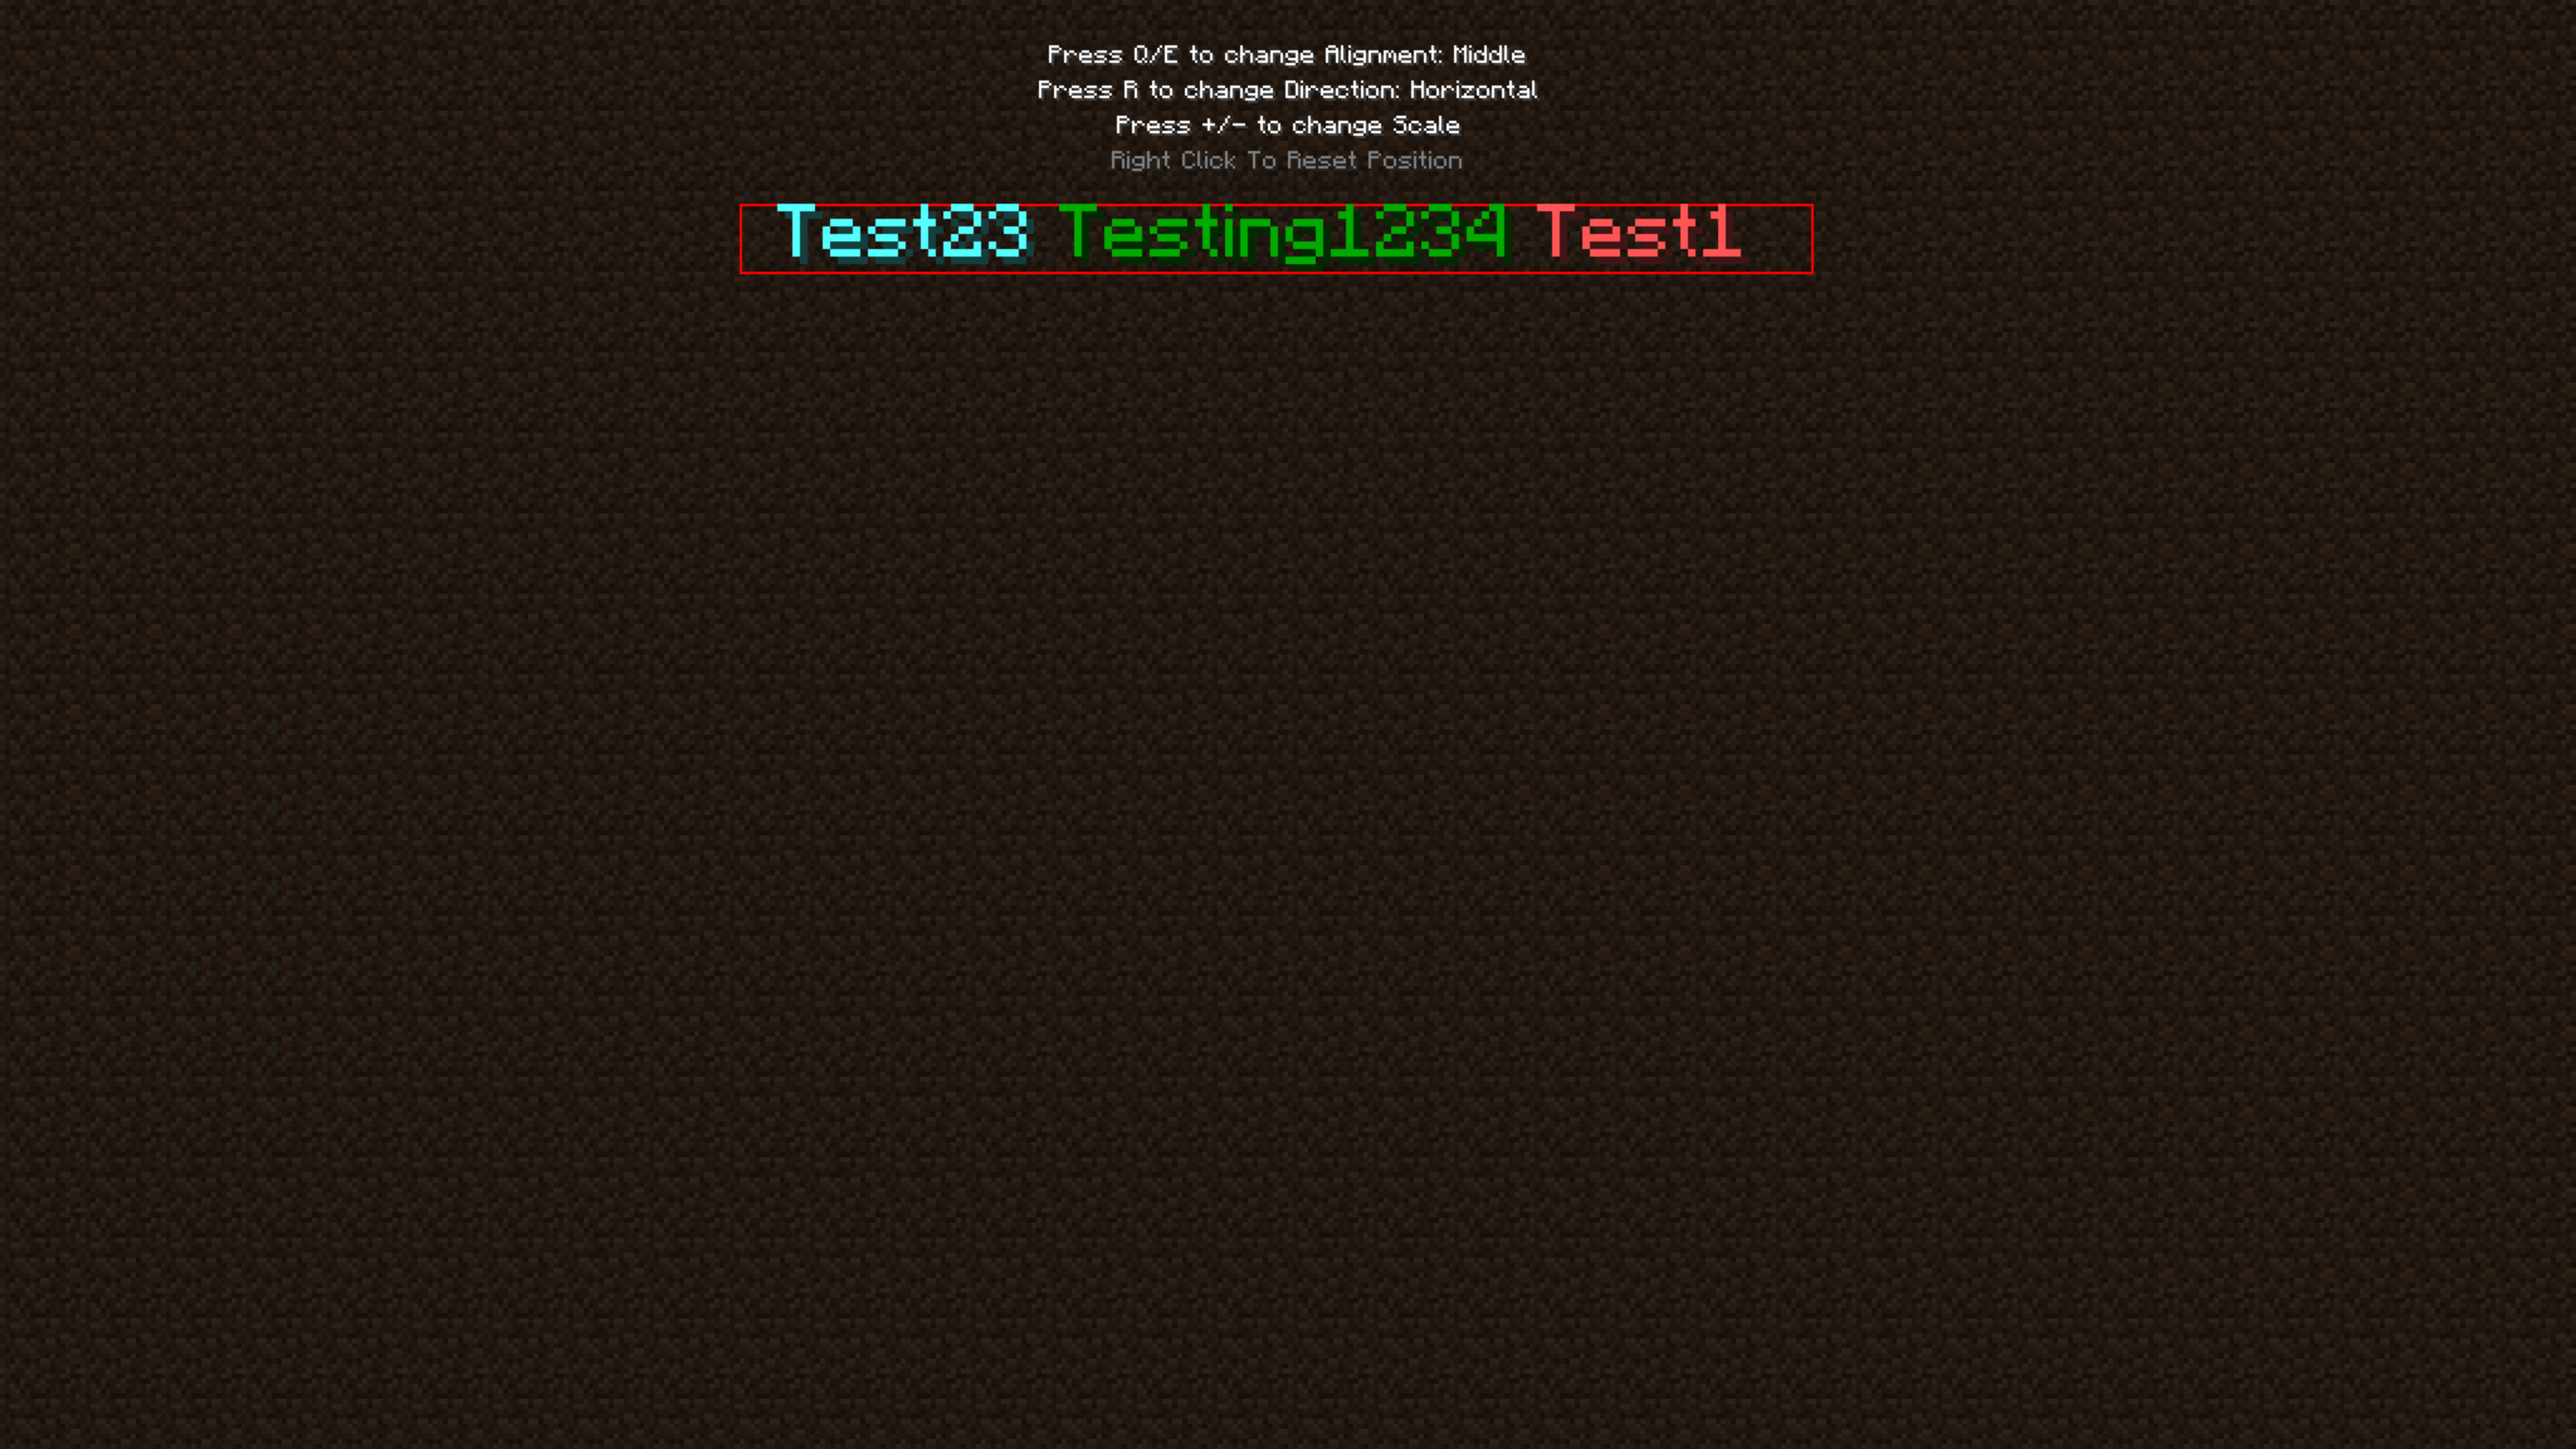 Press Q/E to change Alignment: Middle
Press R to change Direction: Horizontal
Press +/- to change Scale
Right Click To Reset Position
Test23 Testing1234 Test1